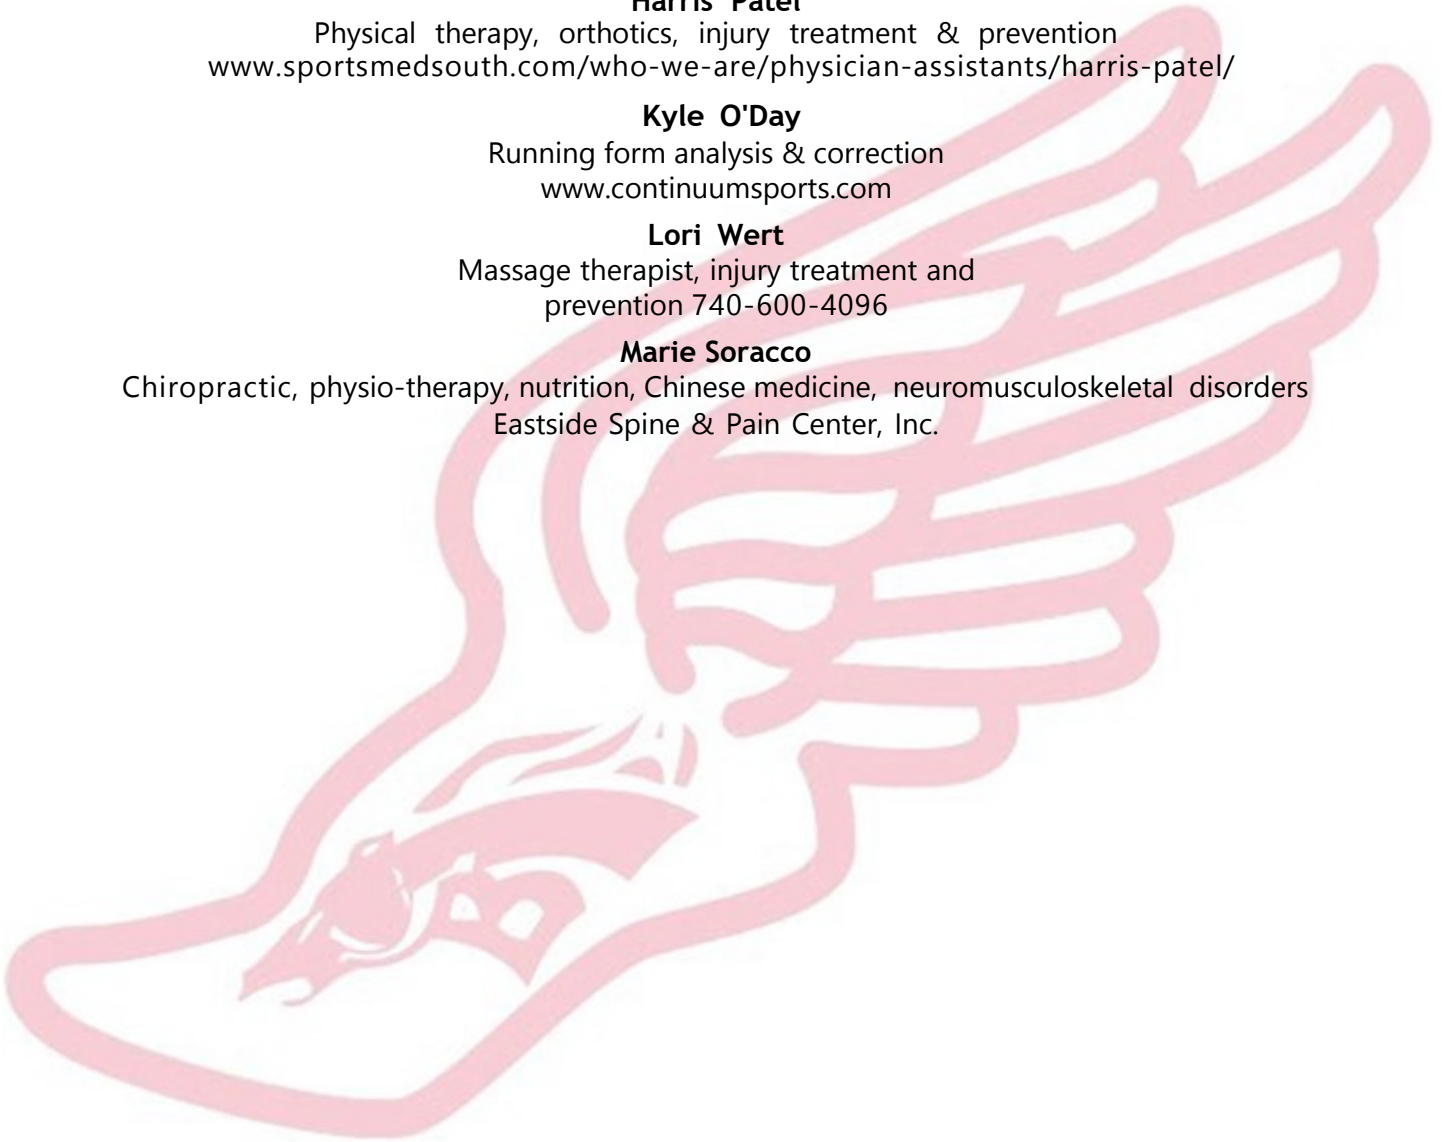 Harris Patel
Physical therapy, orthotics, injury treatment & prevention
www.sportsmedsouth.com/who-we-are/physician-assistants/harris-patel/
Kyle O'Day
Running form analysis & correction
www.continuumsports.com
Lori Wert
Massage therapist, injury treatment and
prevention 740-600-4096
Marie Soracco
Chiropractic, physio-therapy, nutrition, Chinese medicine, neuromusculoskeletal disorders
Eastside Spine & Pain Center, Inc.